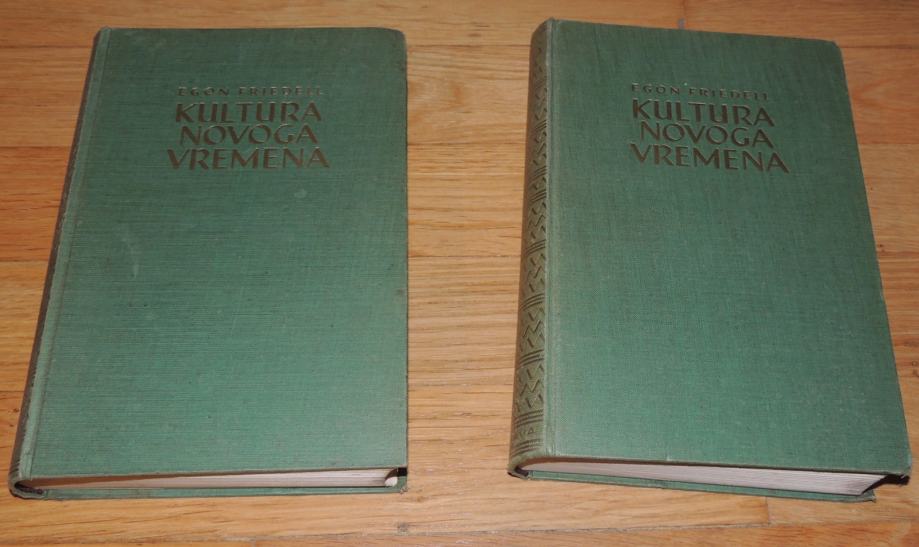 EGON FRIEDELL
KULTURA
NOVOGA
VREMENA
EGON FRIEDELL
KULTURA
NOVOGA
VREMENA